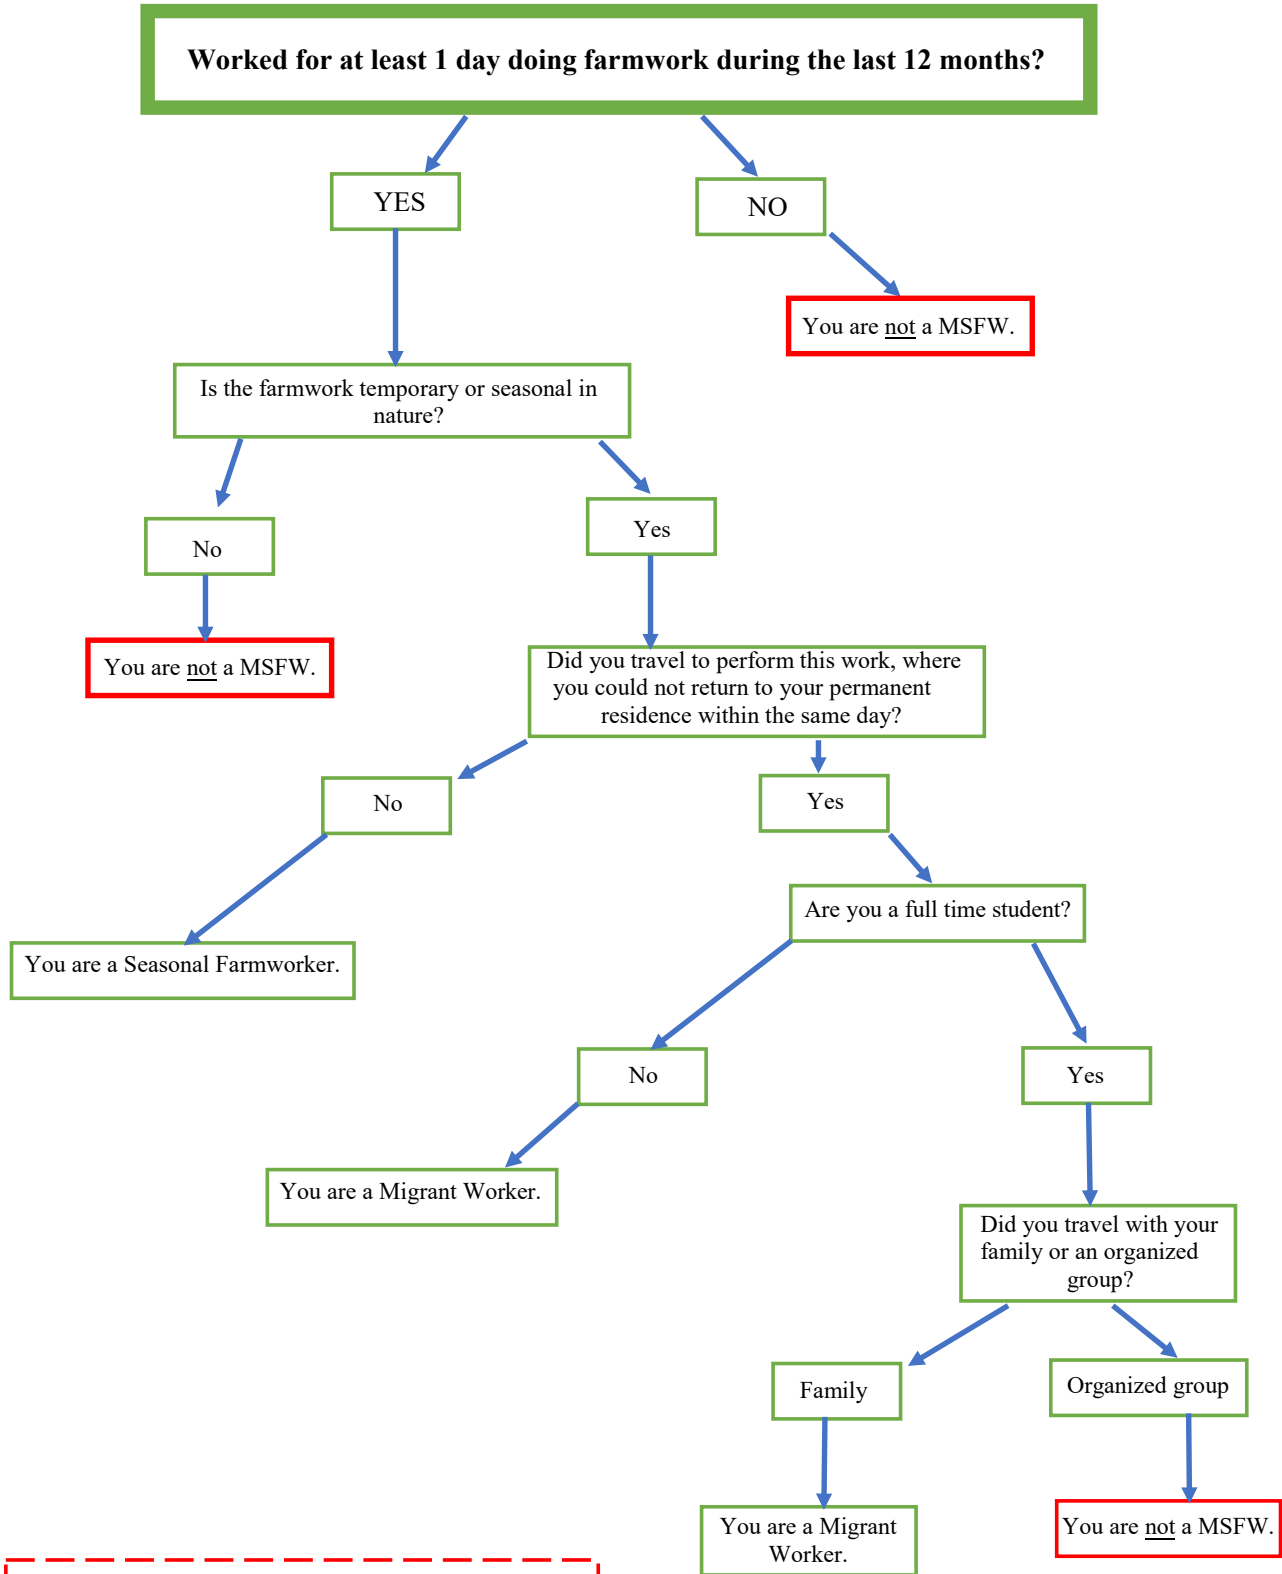 Worked for at least 1 day doing farmwork during the last 12 months?
YES
NO
You are not a MSFW.
Is the farmwork temporary or seasonal in
nature?
No
Yes
You are not a MSFW.
Did you travel to perform this work, where
you could not return to your permanent
residence within the same day?
No
Yes
Are you a full time student?
You are a Seasonal Farmworker.
No
Yes
You are a Migrant Worker.
Did you travel with your
family or an organized
group?
Family
Organized group
You are a Migrant
Worker.
You are not a MSFW.